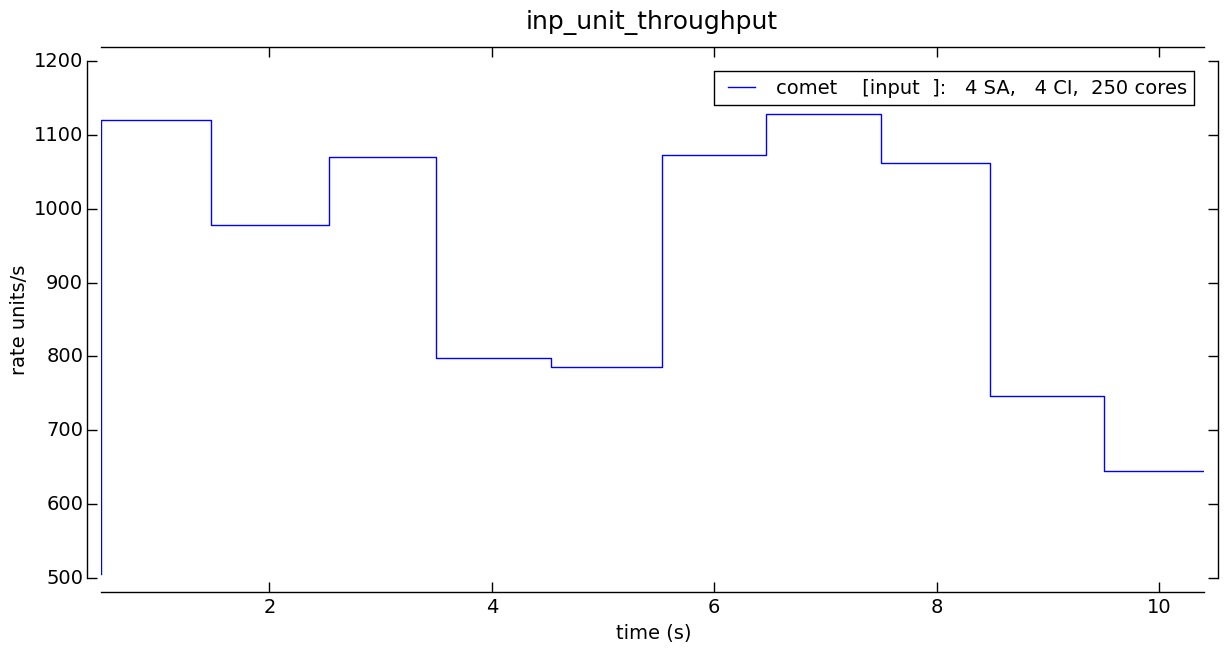 inp_unit_throughput
comet [input ]: 4 SA, 4 CI, 250 cores
1200
1100
1000
900
800
700
600
500
rate units/s
2 4 6 8 10
time (s)